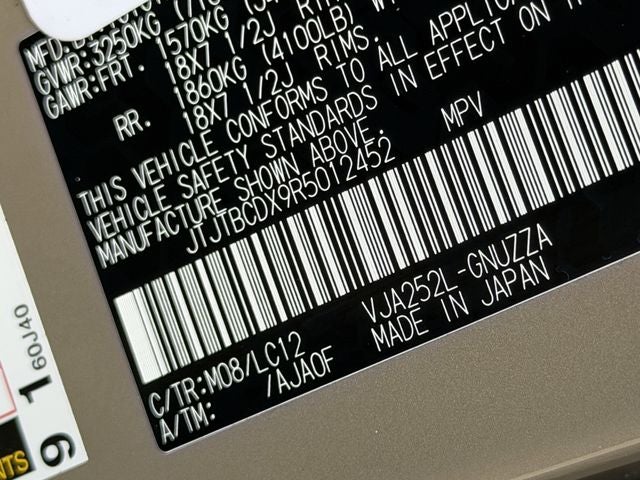 GVWR:3250KG
GAWR:FRT. 1570KG
18X7 1/2J RIMS.
RR. 1860KG (4100LB)
18X7 1/2J RIMS.
THIS VEHICLE CONFORMS TO ALL
VEHICLE SAFETY STANDARDS IN EFFECT ON
MANUFACTURE SHOWN ABOVE.
JTJTBCDX9R5012452 MPV
C/TR:M08/LC12 VJA252L-GNUZZA
A/TM: /AJA0F MADE IN JAPAN
91
60J40
NTS